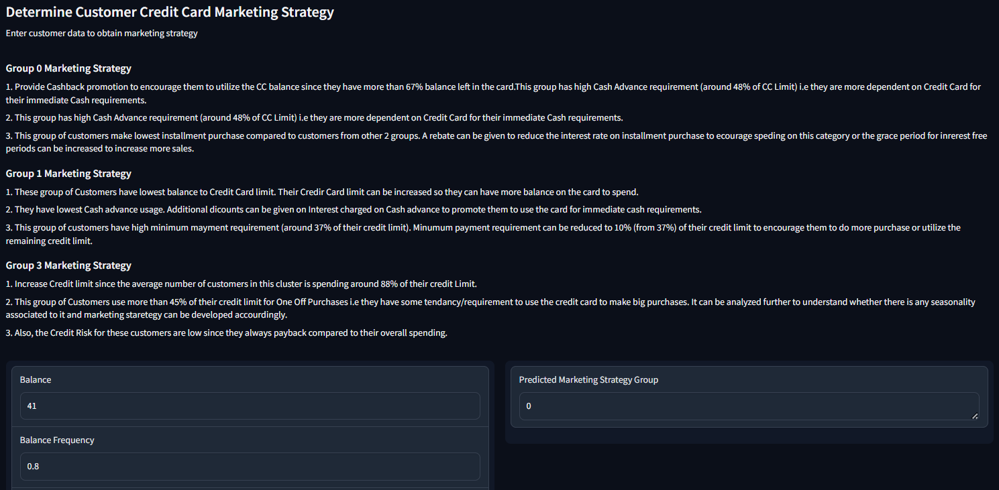 Determine Customer Credit Card Marketing Strategy
Enter customer data to obtain marketing strategy
Group 0 Marketing Strategy
1. Provide Cashback promotion to encourage them to utilize the CC balance since they have more than 67% balance left in the card.This group has high Cash Advance requirement (around 48% of CC Limit) i.e they are more dependent on Credit Card for
their immediate Cash requirements.
2. This group has high Cash Advance requirement (around 48% of CC Limit) i.e they are more dependent on Credit Card for their immediate Cash requirements.
3. This group of customers make lowest installment purchase compared to customers from other 2 groups. A rebate can be given to reduce the interest rate on installment purchase to ecourage speding on this category or the grace period for inrerest free
periods can be increased to increase more sales.
Group 1 Marketing Strategy
1. These group of Customers have lowest balance to Credit Card limit. Their Credir Card limit can be increased so they can have more balance on the card to spend.
2. They have lowest Cash advance usage. Additional dicounts can be given on Interest charged on Cash advance to promote them to use the card for immediate cash requirements.
3. This group of customers have high minimum mayment requirement (around 37% of their credit limit). Minumum payment requirement can be reduced to 10% (from 37%) of their credit limit to encourage them to do more purchase or utilize the
remaining credit limit.
Group 3 Marketing Strategy
1. Increase Credit limit since the average number of customers in this cluster is spending around 88% of their credit Limit.
2. This group of Customers use more than 45% of their credit limit for One Off Purchases i.e they have some tendancy/requirement to use the credit card to make big purchases. It can be analyzed further to understand whether there is any seasonality
associated to it and marketing staretegy can be developed accourdingly.
3. Also, the Credit Risk for these customers are low since they always payback compared to their overall spending.
Balance
41
Balance Frequency
0.8
Predicted Marketing Strategy Group
0